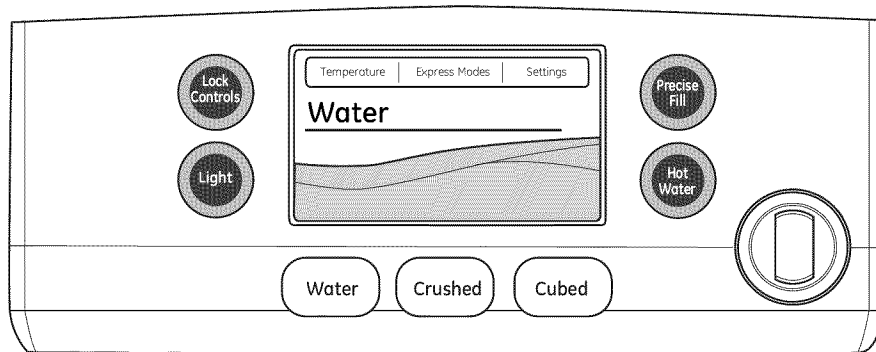 Lock
Controls
Light
Temperature Express Modes Settings
Water
Precise
Fill
Hot
Water
Water Crushed Cubed